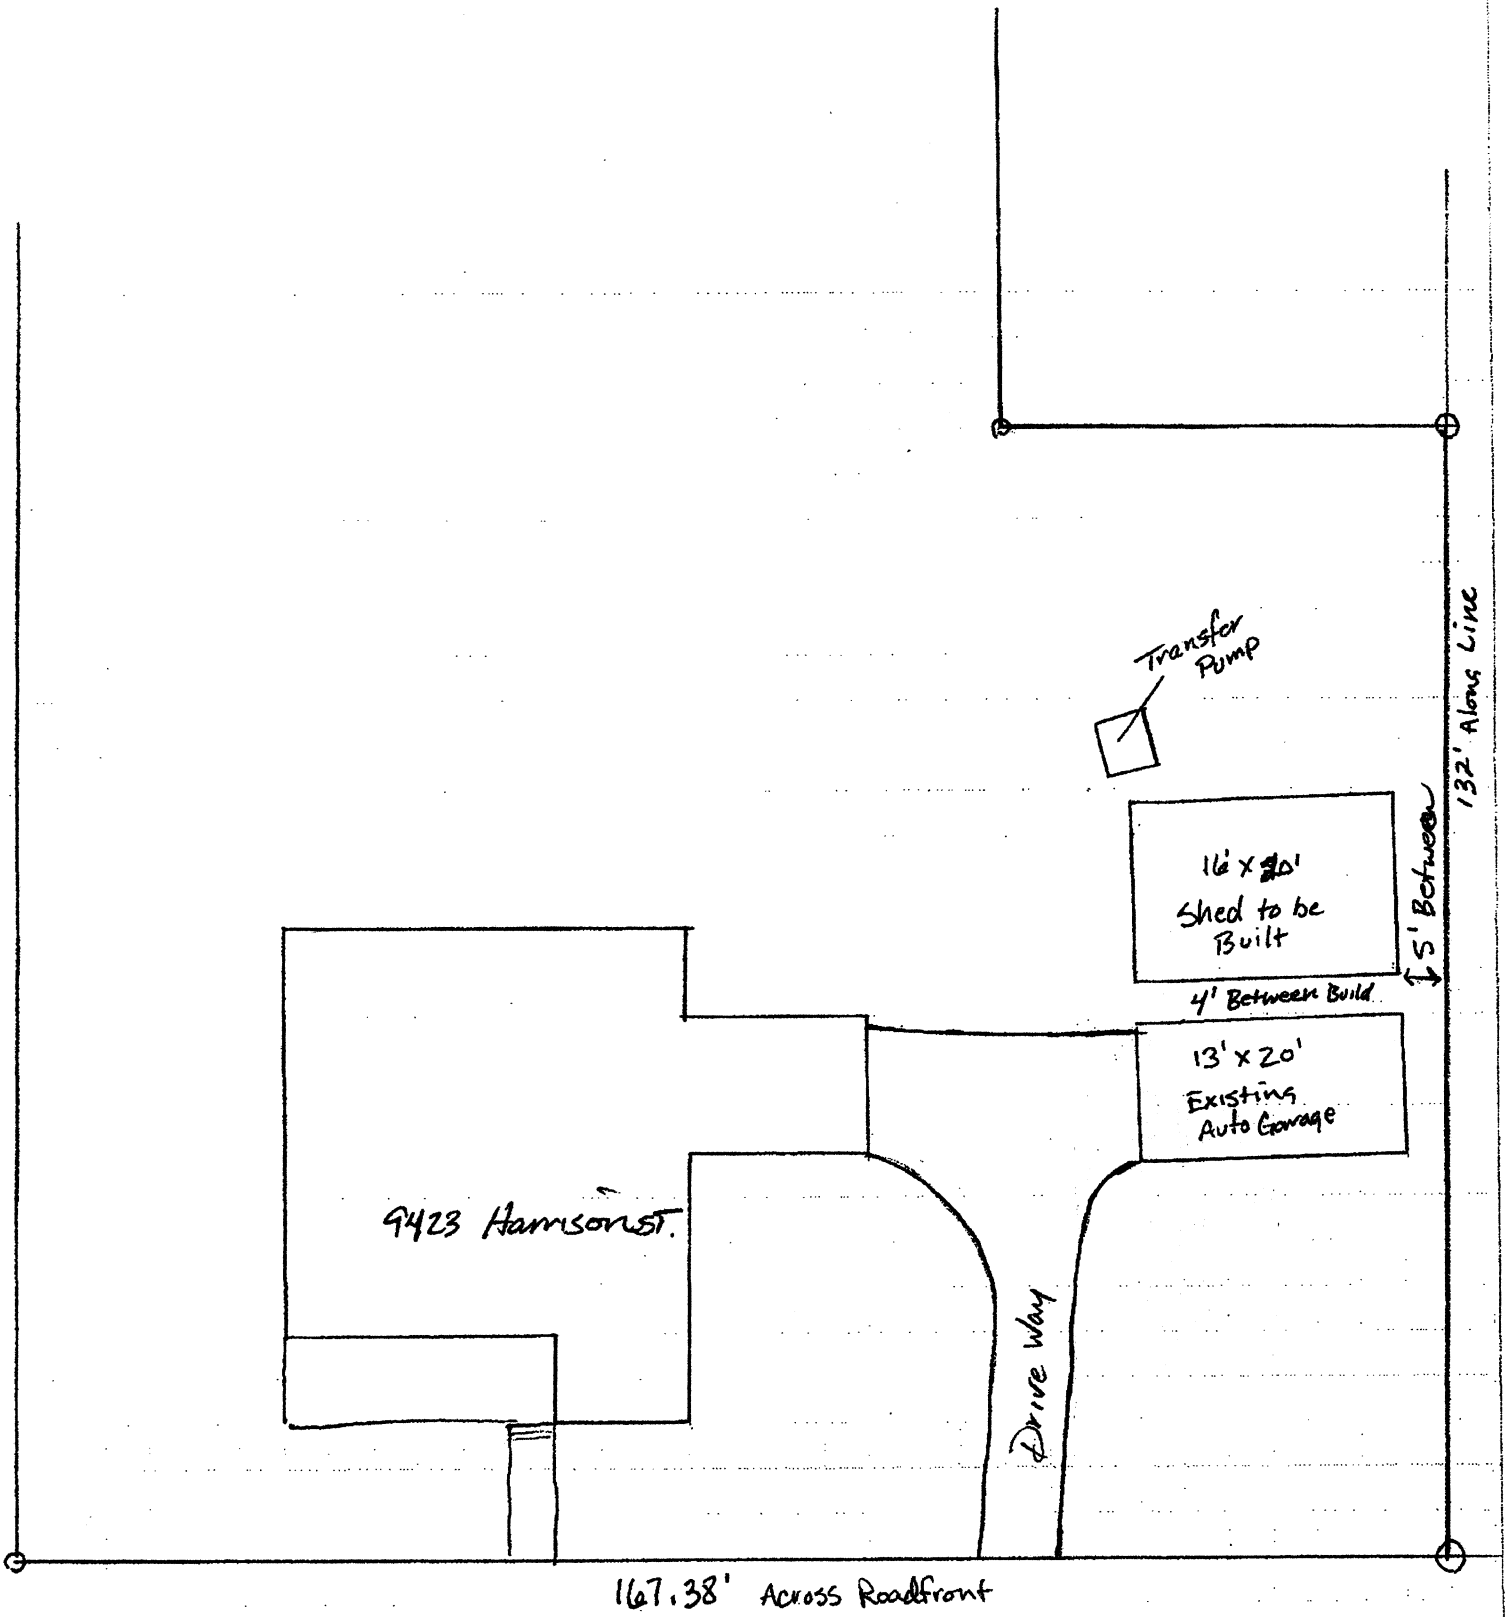 Transfer
Pump
132' Along Line
16' x 20'
Shed to be
Built
5' Between
4' Between Build
13' x 20'
Existing
Auto Garage
9423 Harrison ST.
Drive Way
167.38' Across Roadfront